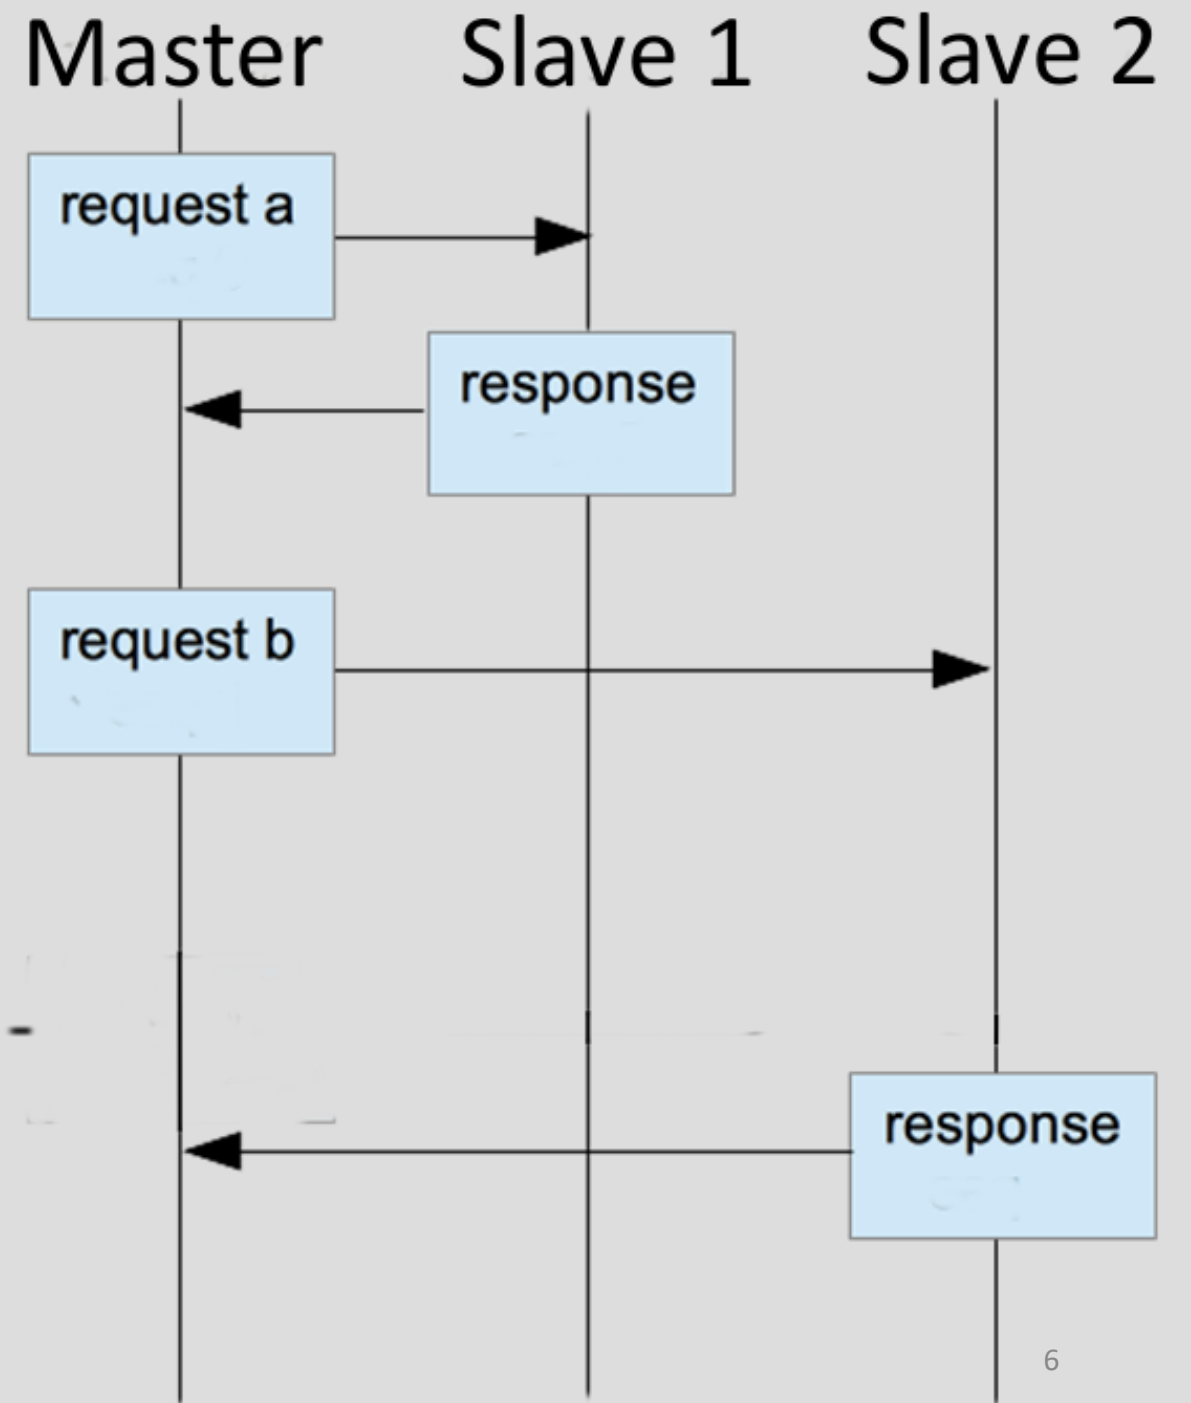 Master
Slave 1
Slave 2
request a
response
request b
response
6